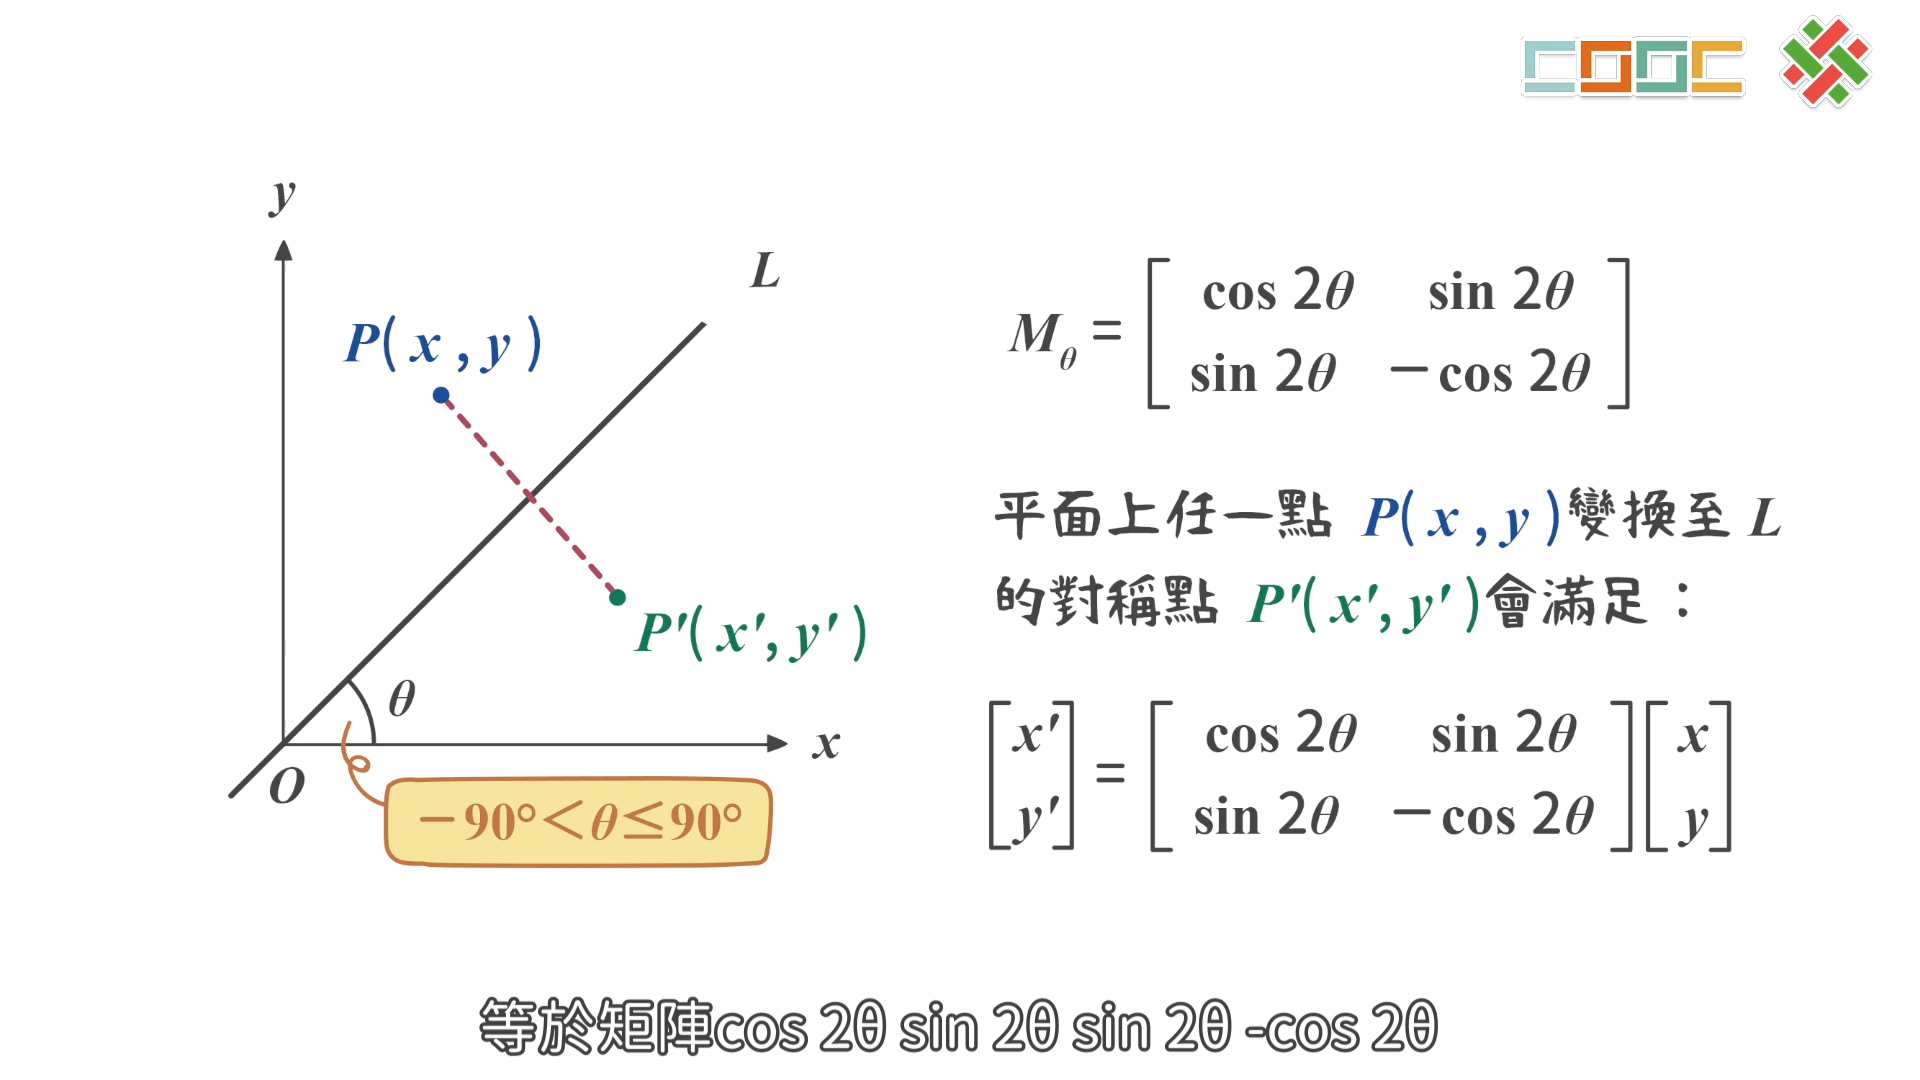 COOC
y
L
P( x , y )
P′( x′, y′ )
θ
x
O
−90°＜θ≤90°
Mθ = [ cos 2θ sin 2θ
sin 2θ −cos 2θ ]
平面上任一點 P( x , y )變換至 L
的對稱點 P′( x′, y′ )會滿足：
[ x′ ] = [ cos 2θ sin 2θ ] [ x ]
[ y′ ] [ sin 2θ −cos 2θ ] [ y ]
等於矩陣cos 2θ sin 2θ sin 2θ -cos 2θ